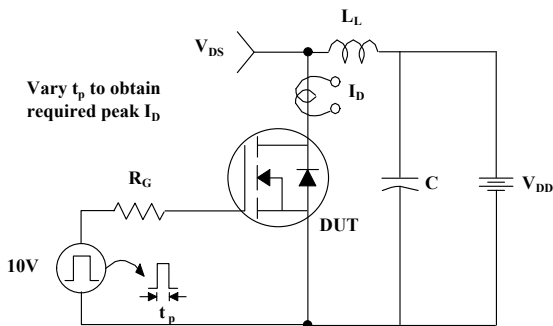 L_L
V_DS
Vary t_p to obtain
required peak I_D
I_D
R_G
C
V_DD
DUT
10V
t_p